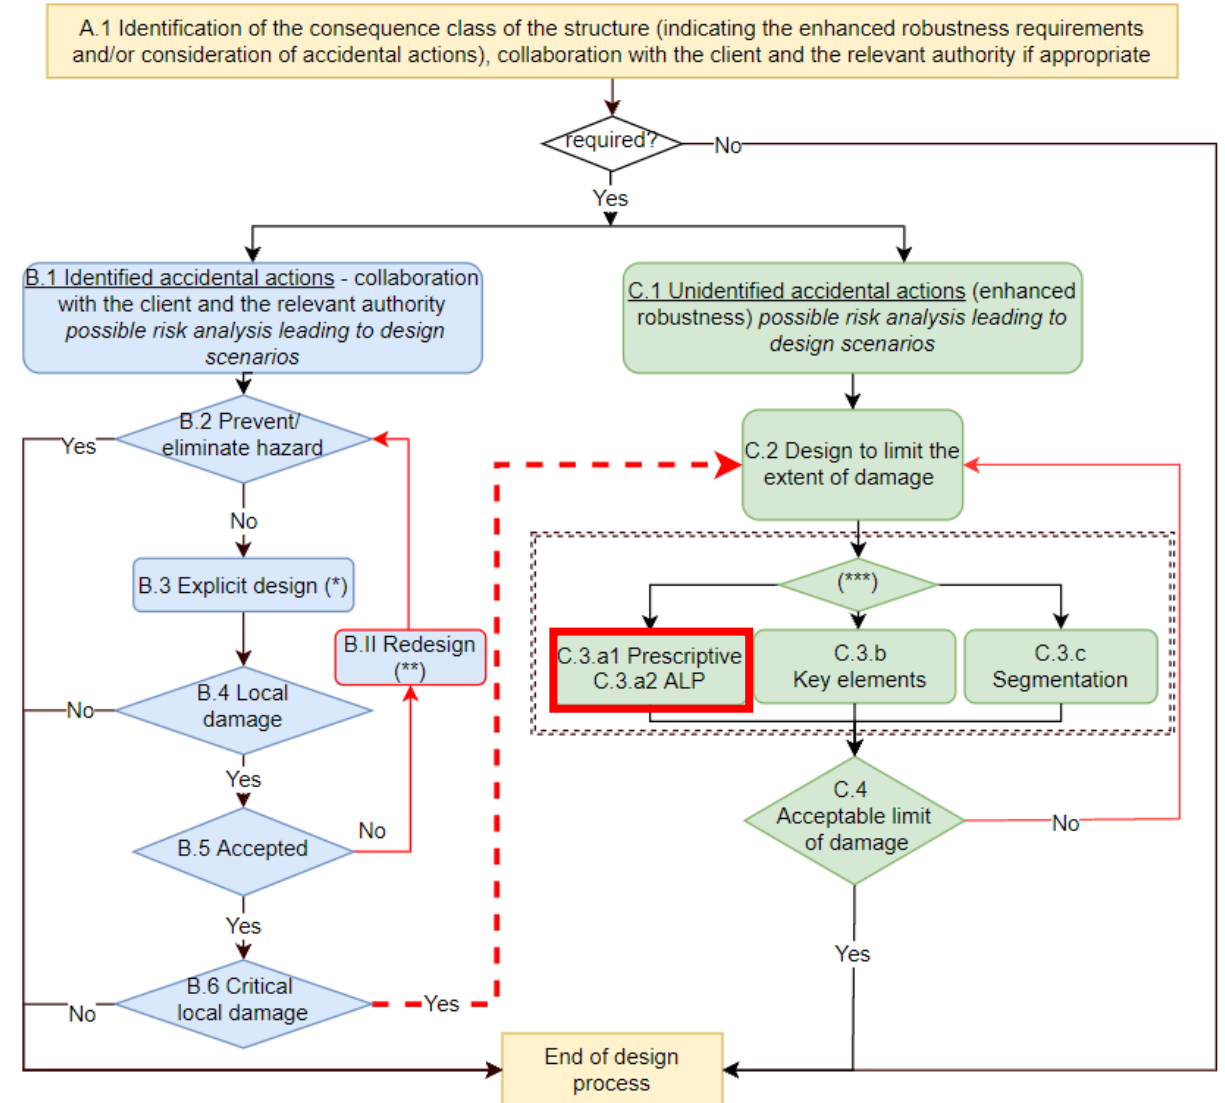 A.1 Identification of the consequence class of the structure (indicating the enhanced robustness requirements
and/or consideration of accidental actions), collaboration with the client and the relevant authority if appropriate
required?
No
Yes
B.1 Identified accidental actions - collaboration
with the client and the relevant authority
possible risk analysis leading to design
scenarios
C.1 Unidentified accidental actions (enhanced
robustness) possible risk analysis leading to
design scenarios
B.2 Prevent/
eliminate hazard
Yes
No
C.2 Design to limit the
extent of damage
B.3 Explicit design (*)
(***)
B.II Redesign
(**)
C.3.a1 Prescriptive
C.3.a2 ALP
C.3.b
Key elements
C.3.c
Segmentation
B.4 Local
damage
No
Yes
C.4
Acceptable limit
of damage
No
B.5 Accepted
No
Yes
Yes
B.6 Critical
local damage
No
Yes
End of design
process